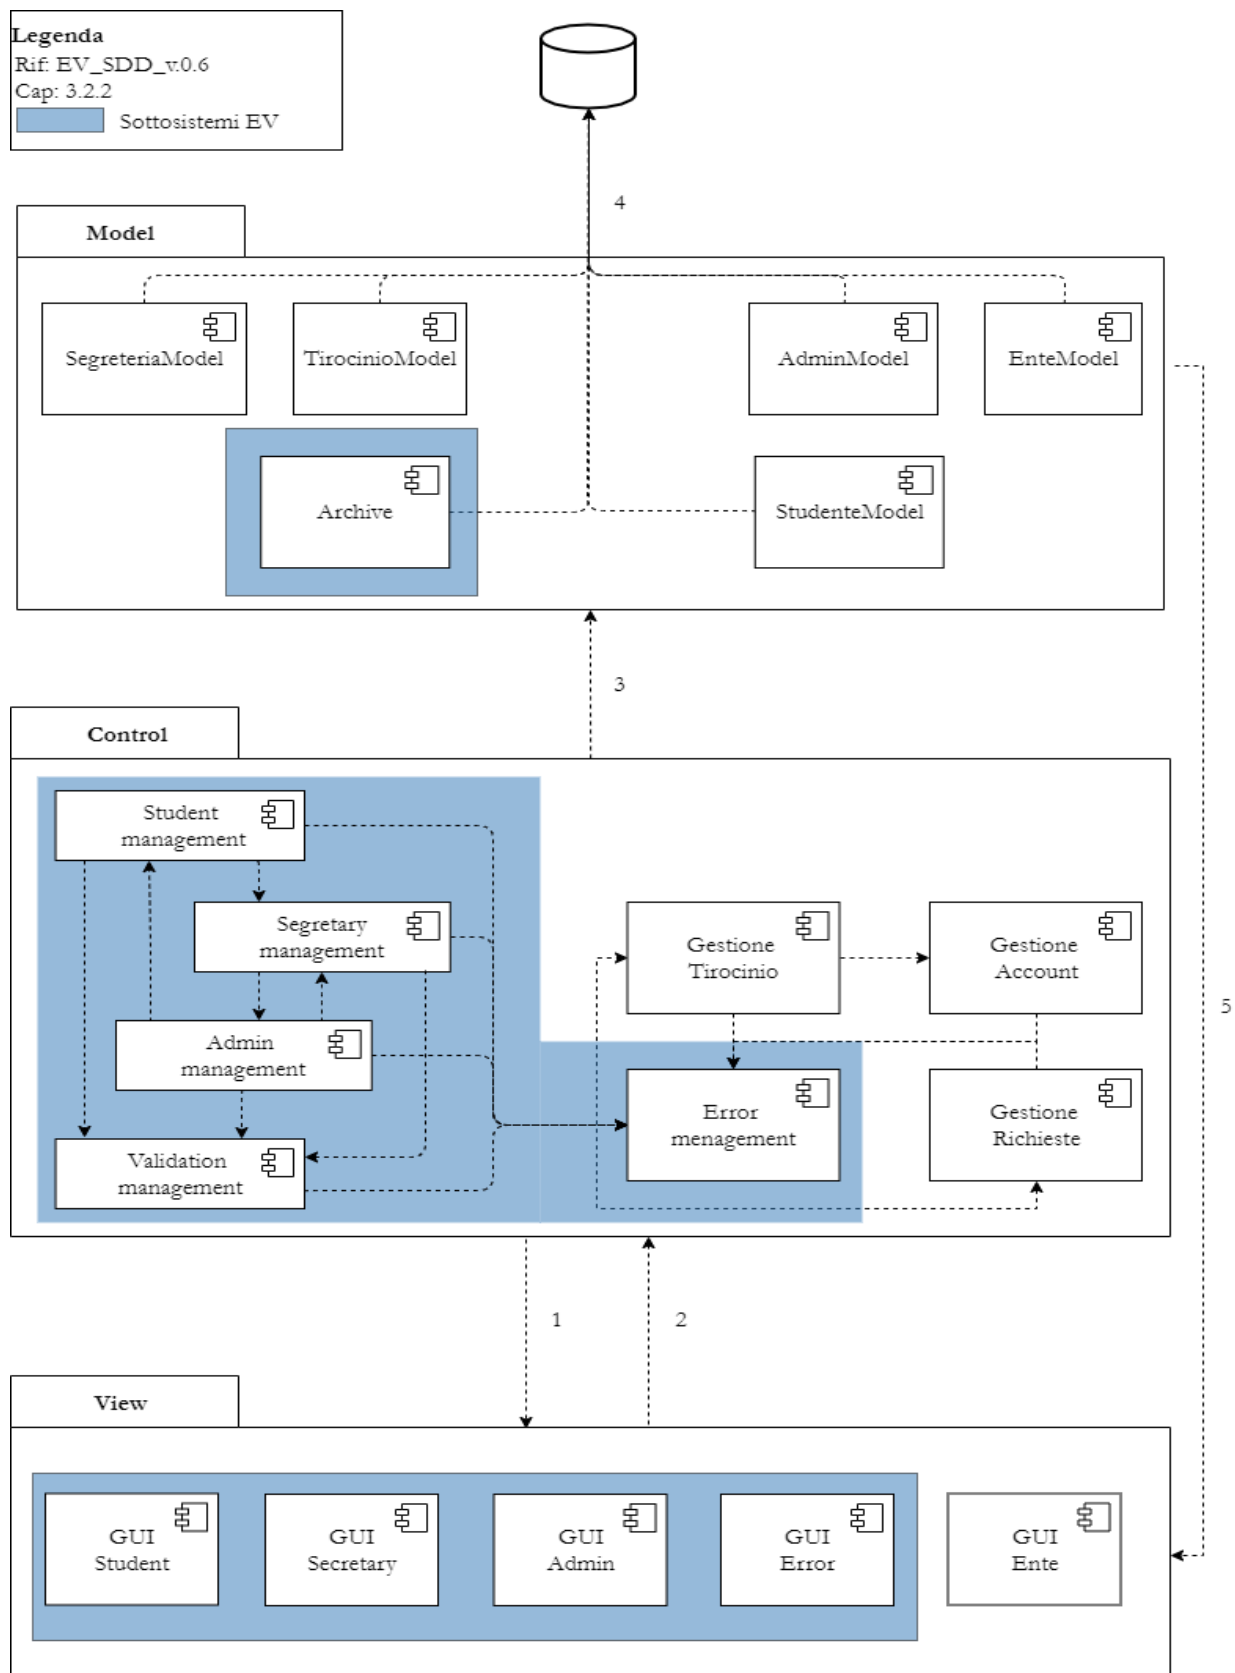 Legenda
Rif: EV_SDD_v.0.6
Cap: 3.2.2
Sottosistemi EV
4
Model
SegreteriaModel
TirocinioModel
AdminModel
EnteModel
Archive
StudenteModel
3
Control
Student
management
Segretary
management
Admin
management
Validation
management
Gestione
Tirocinio
Gestione
Account
Error
menagement
Gestione
Richieste
5
1
2
View
GUI
Student
GUI
Secretary
GUI
Admin
GUI
Error
GUI
Ente